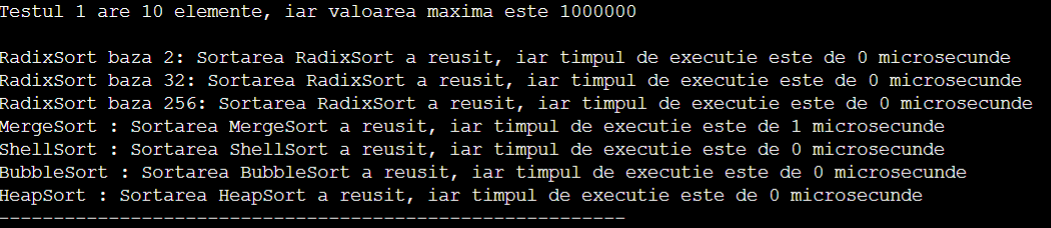 Testul 1 are 10 elemente, iar valoarea maxima este 1000000
RadixSort baza 2: Sortarea RadixSort a reusit, iar timpul de executie este de 0 microsecunde
RadixSort baza 32: Sortarea RadixSort a reusit, iar timpul de executie este de 0 microsecunde
RadixSort baza 256: Sortarea RadixSort a reusit, iar timpul de executie este de 0 microsecunde
MergeSort : Sortarea MergeSort a reusit, iar timpul de executie este de 1 microsecunde
ShellSort : Sortarea ShellSort a reusit, iar timpul de executie este de 0 microsecunde
BubbleSort : Sortarea BubbleSort a reusit, iar timpul de executie este de 0 microsecunde
HeapSort : Sortarea HeapSort a reusit, iar timpul de executie este de 0 microsecunde
---------------------------------------------------------